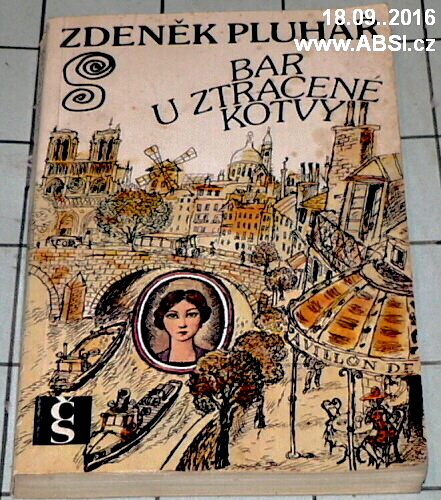 18.09..2016
www.ABSI.cz
ZDENĚK PLUHAŘ
BAR
U ZTRACENÉ
KOTVY
PAVILLON DE
ČS